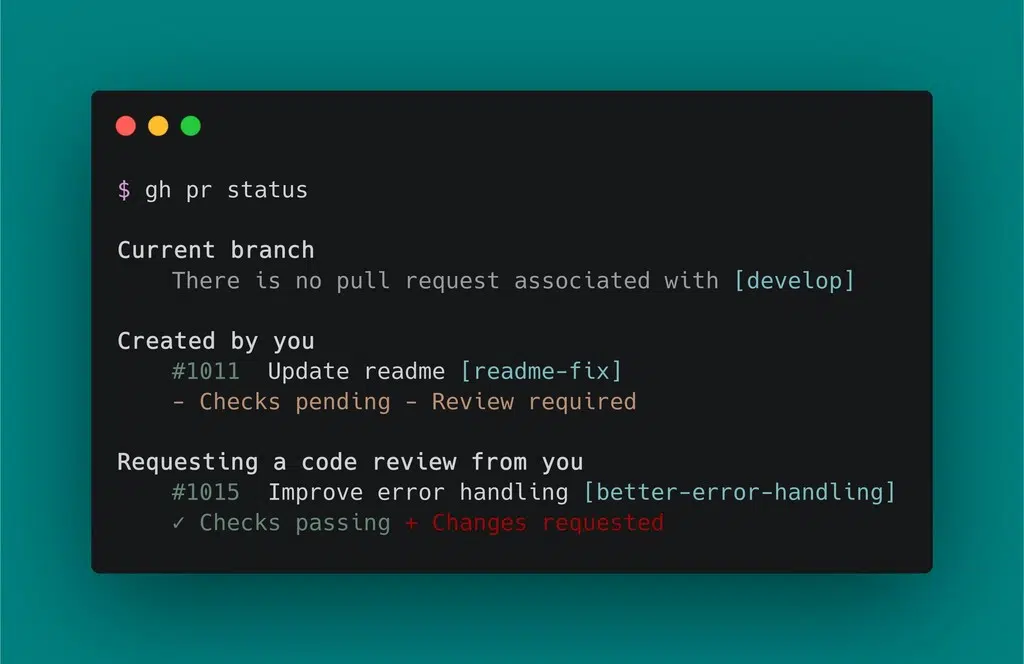 $ gh pr status
Current branch
There is no pull request associated with [develop]
Created by you
#1011 Update readme [readme-fix]
- Checks pending - Review required
Requesting a code review from you
#1015 Improve error handling [better-error-handling]
✓ Checks passing + Changes requested